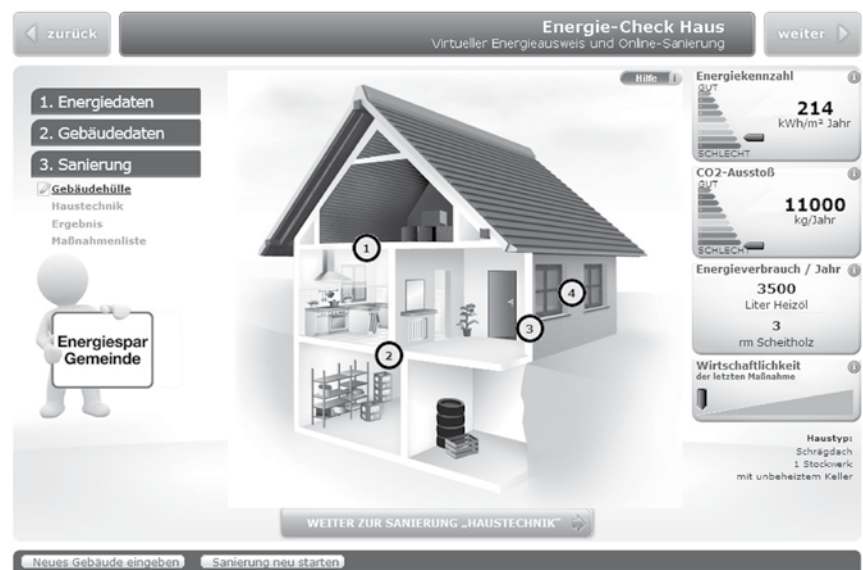 zurück
Energie-Check Haus
Virtueller Energieausweis und Online-Sanierung
weiter
1. Energiedaten
2. Gebäudedaten
3. Sanierung
Gebäudehülle
Haustechnik
Ergebnis
Maßnahmenliste
Energiespar
Gemeinde
Hilfe i
1
2
3
4
Energiekennzahl i
GUT
214
kWh/m² Jahr
SCHLECHT
CO2-Ausstoß i
GUT
11000
kg/Jahr
SCHLECHT
Energieverbrauch / Jahr i
3500
Liter Heizöl
3
rm Scheitholz
Wirtschaftlichkeit i
der letzten Maßnahme
Haustyp:
Schrägdach
1 Stockwerk
mit unbeheiztem Keller
WEITER ZUR SANIERUNG „HAUSTECHNIK"
Neues Gebäude eingeben
Sanierung neu starten